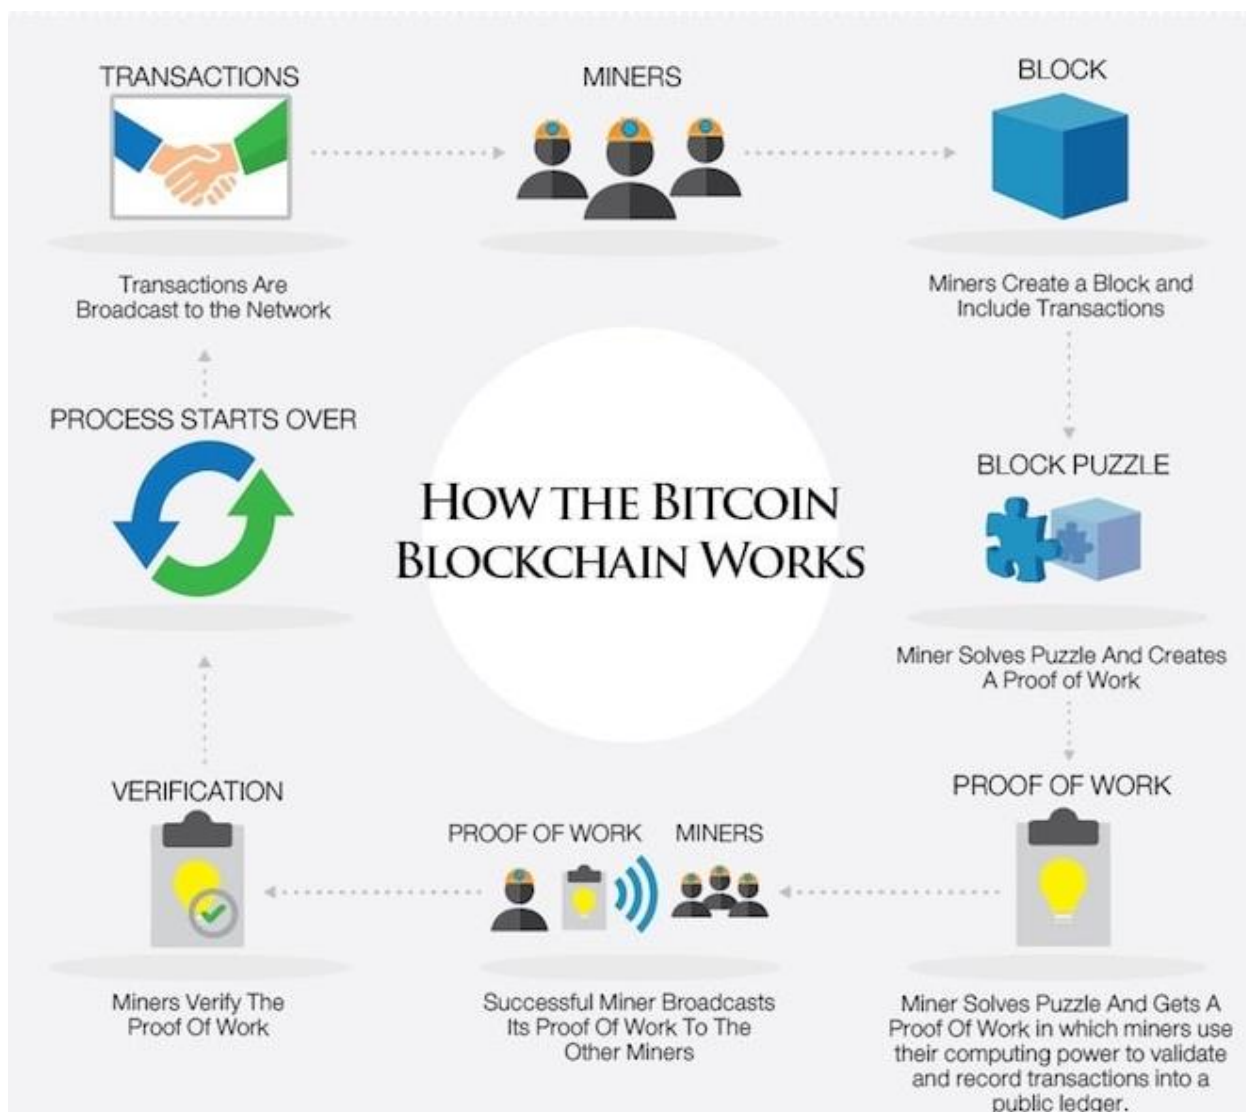 TRANSACTIONS
Transactions Are
Broadcast to the Network
MINERS
BLOCK
Miners Create a Block and
Include Transactions
BLOCK PUZZLE
Miner Solves Puzzle And Creates
A Proof of Work
PROOF OF WORK
Miner Solves Puzzle And Gets A
Proof Of Work in which miners use
their computing power to validate
and record transactions into a
public ledger.
PROOF OF WORK MINERS
Successful Miner Broadcasts
Its Proof Of Work To The
Other Miners
VERIFICATION
Miners Verify The
Proof Of Work
PROCESS STARTS OVER
HOW THE BITCOIN
BLOCKCHAIN WORKS